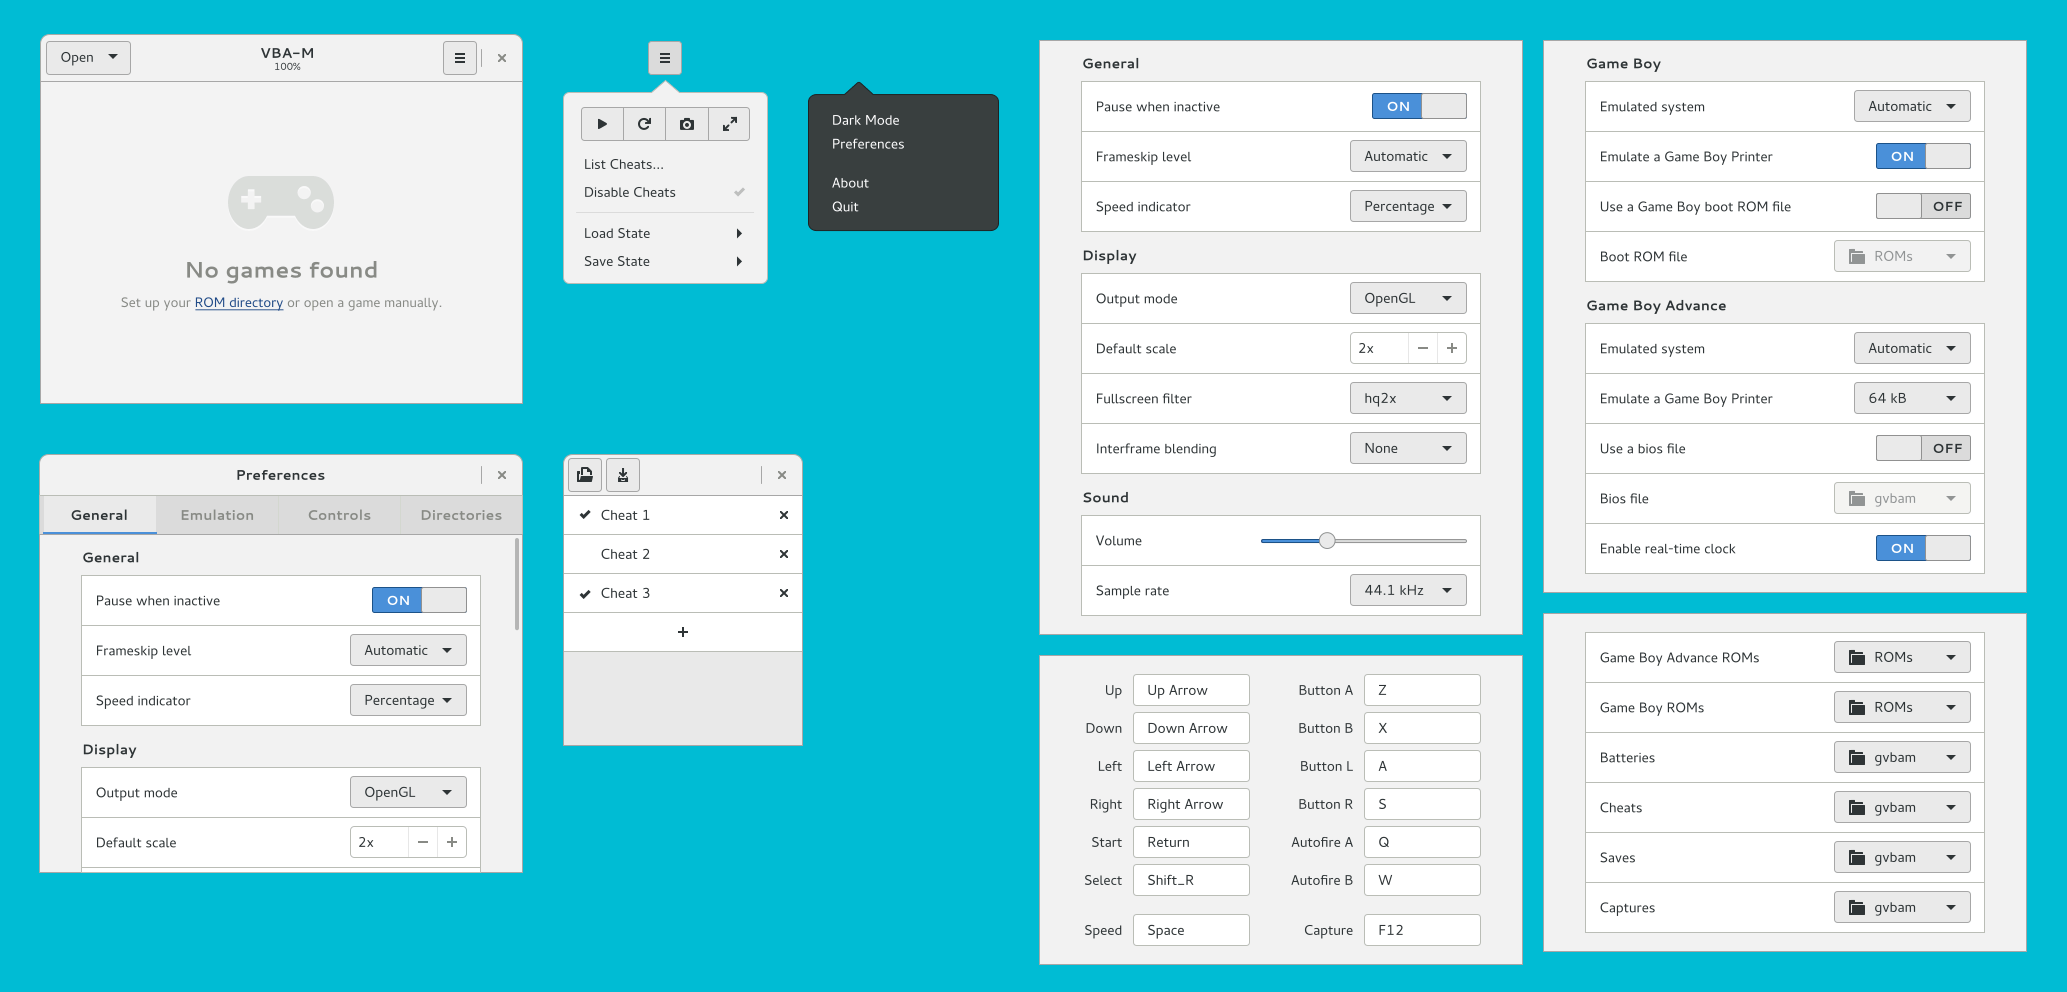 Open
VBA-M
100%
No games found
Set up your ROM directory or open a game manually.
List Cheats...
Disable Cheats
Load State
Save State
Dark Mode
Preferences
About
Quit
Preferences
General Emulation Controls Directories
General
Pause when inactive ON
Frameskip level Automatic
Speed indicator Percentage
Display
Output mode OpenGL
Default scale 2x
Cheat 1
Cheat 2
Cheat 3
General
Pause when inactive ON
Frameskip level Automatic
Speed indicator Percentage
Display
Output mode OpenGL
Default scale 2x
Fullscreen filter hq2x
Interframe blending None
Sound
Volume
Sample rate 44.1 kHz
Up Up Arrow Button A Z
Down Down Arrow Button B X
Left Left Arrow Button L A
Right Right Arrow Button R S
Start Return Autofire A Q
Select Shift_R Autofire B W
Speed Space Capture F12
Game Boy
Emulated system Automatic
Emulate a Game Boy Printer ON
Use a Game Boy boot ROM file OFF
Boot ROM file ROMs
Game Boy Advance
Emulated system Automatic
Emulate a Game Boy Printer 64 kB
Use a bios file OFF
Bios file gvbam
Enable real-time clock ON
Game Boy Advance ROMs ROMs
Game Boy ROMs ROMs
Batteries gvbam
Cheats gvbam
Saves gvbam
Captures gvbam